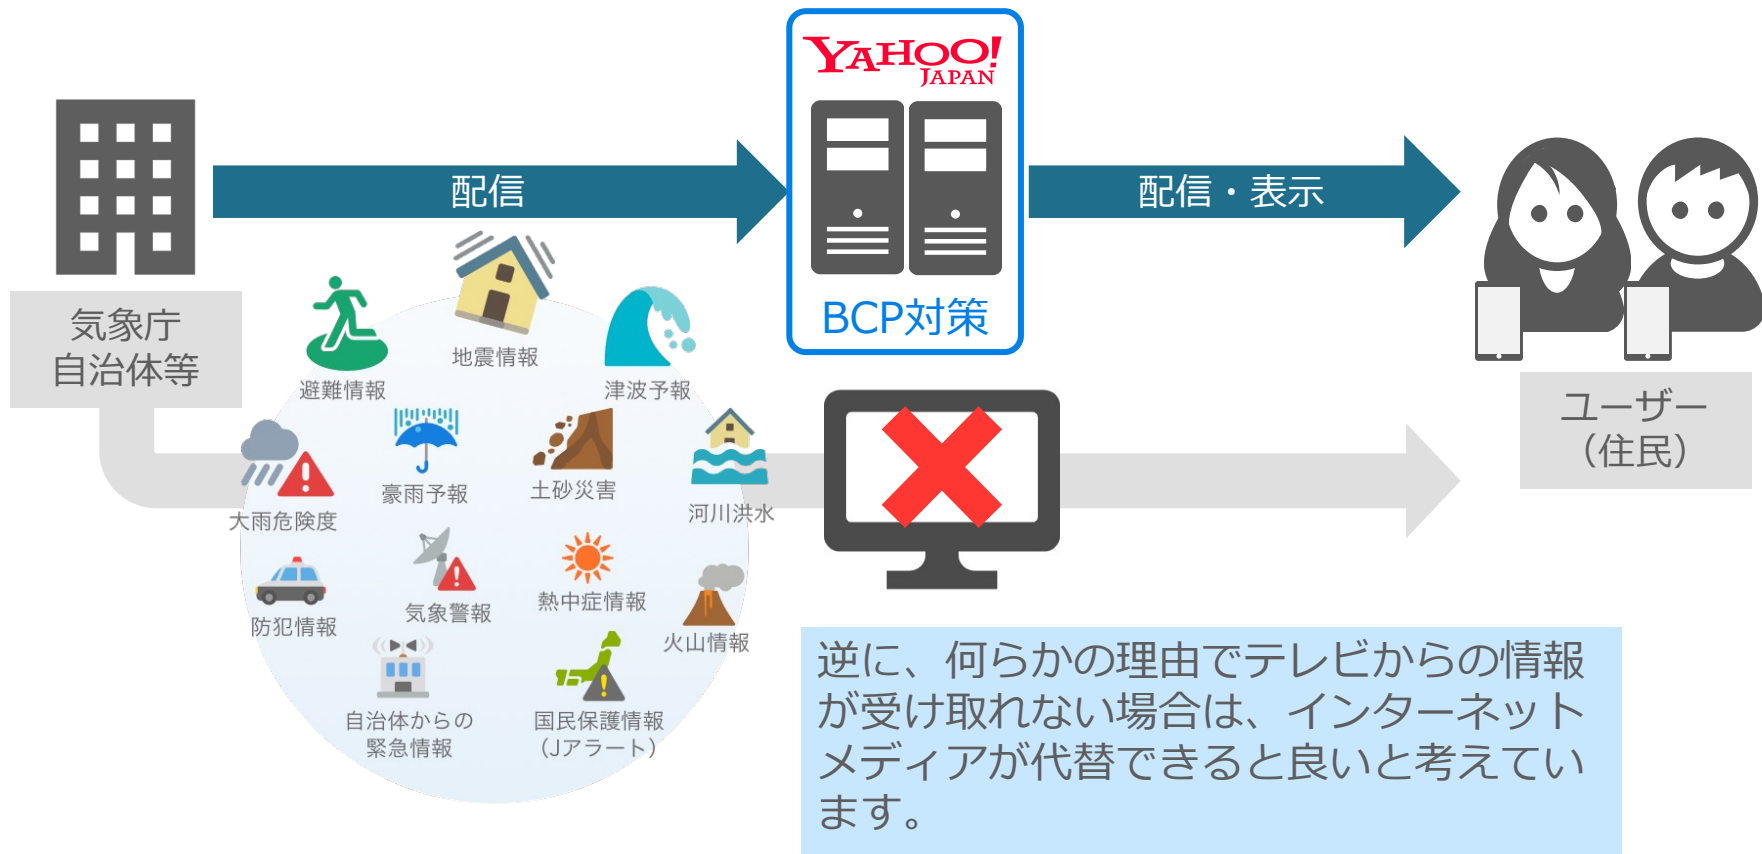 YAHOO!
JAPAN
配信
配信・表示
BCP対策
気象庁
自治体等
地震情報
避難情報
津波予報
ユーザー
（住民）
豪雨予報
土砂災害
大雨危険度
河川洪水
防犯情報
気象警報
熱中症情報
火山情報
自治体からの
緊急情報
国民保護情報
（Jアラート）
逆に、何らかの理由でテレビからの情報
が受け取れない場合は、インターネット
メディアが代替できると良いと考えてい
ます。